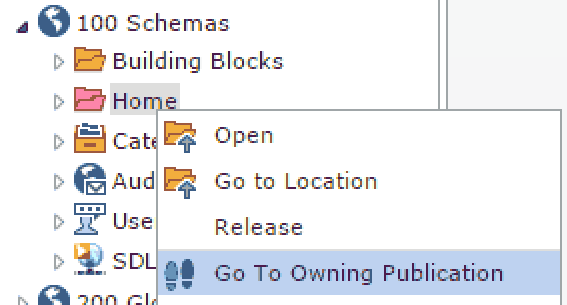 100 Schemas
Building Blocks
Home
Open
Cate
Go to Location
Aud
Release
Use
Go To Owning Publication
SDL
200 Gl